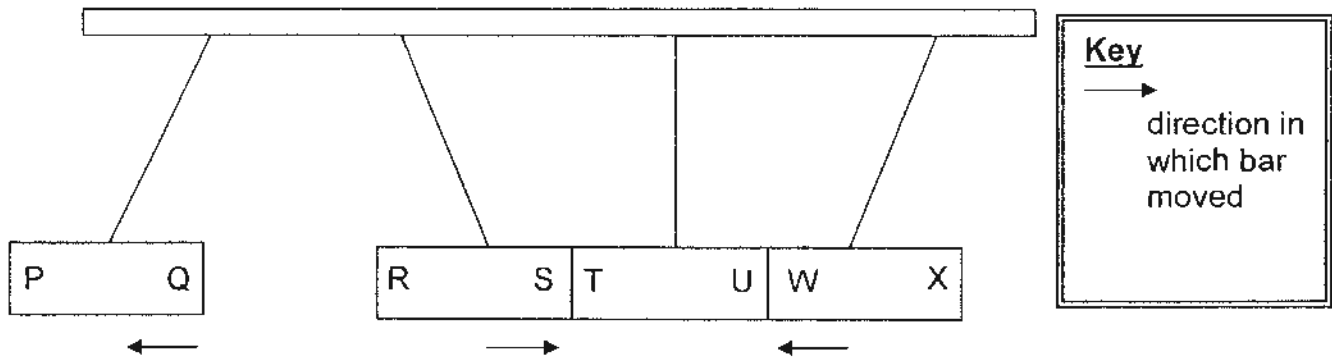 Key
direction in
which bar
moved
P Q R S T U W X